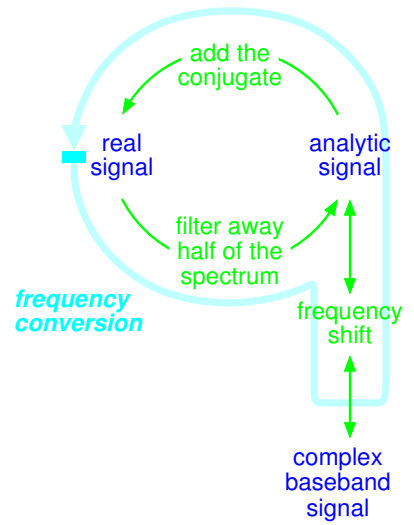 add the
conjugate
real
signal
analytic
signal
filter away
half of the
spectrum
frequency
conversion
frequency
shift
complex
baseband
signal